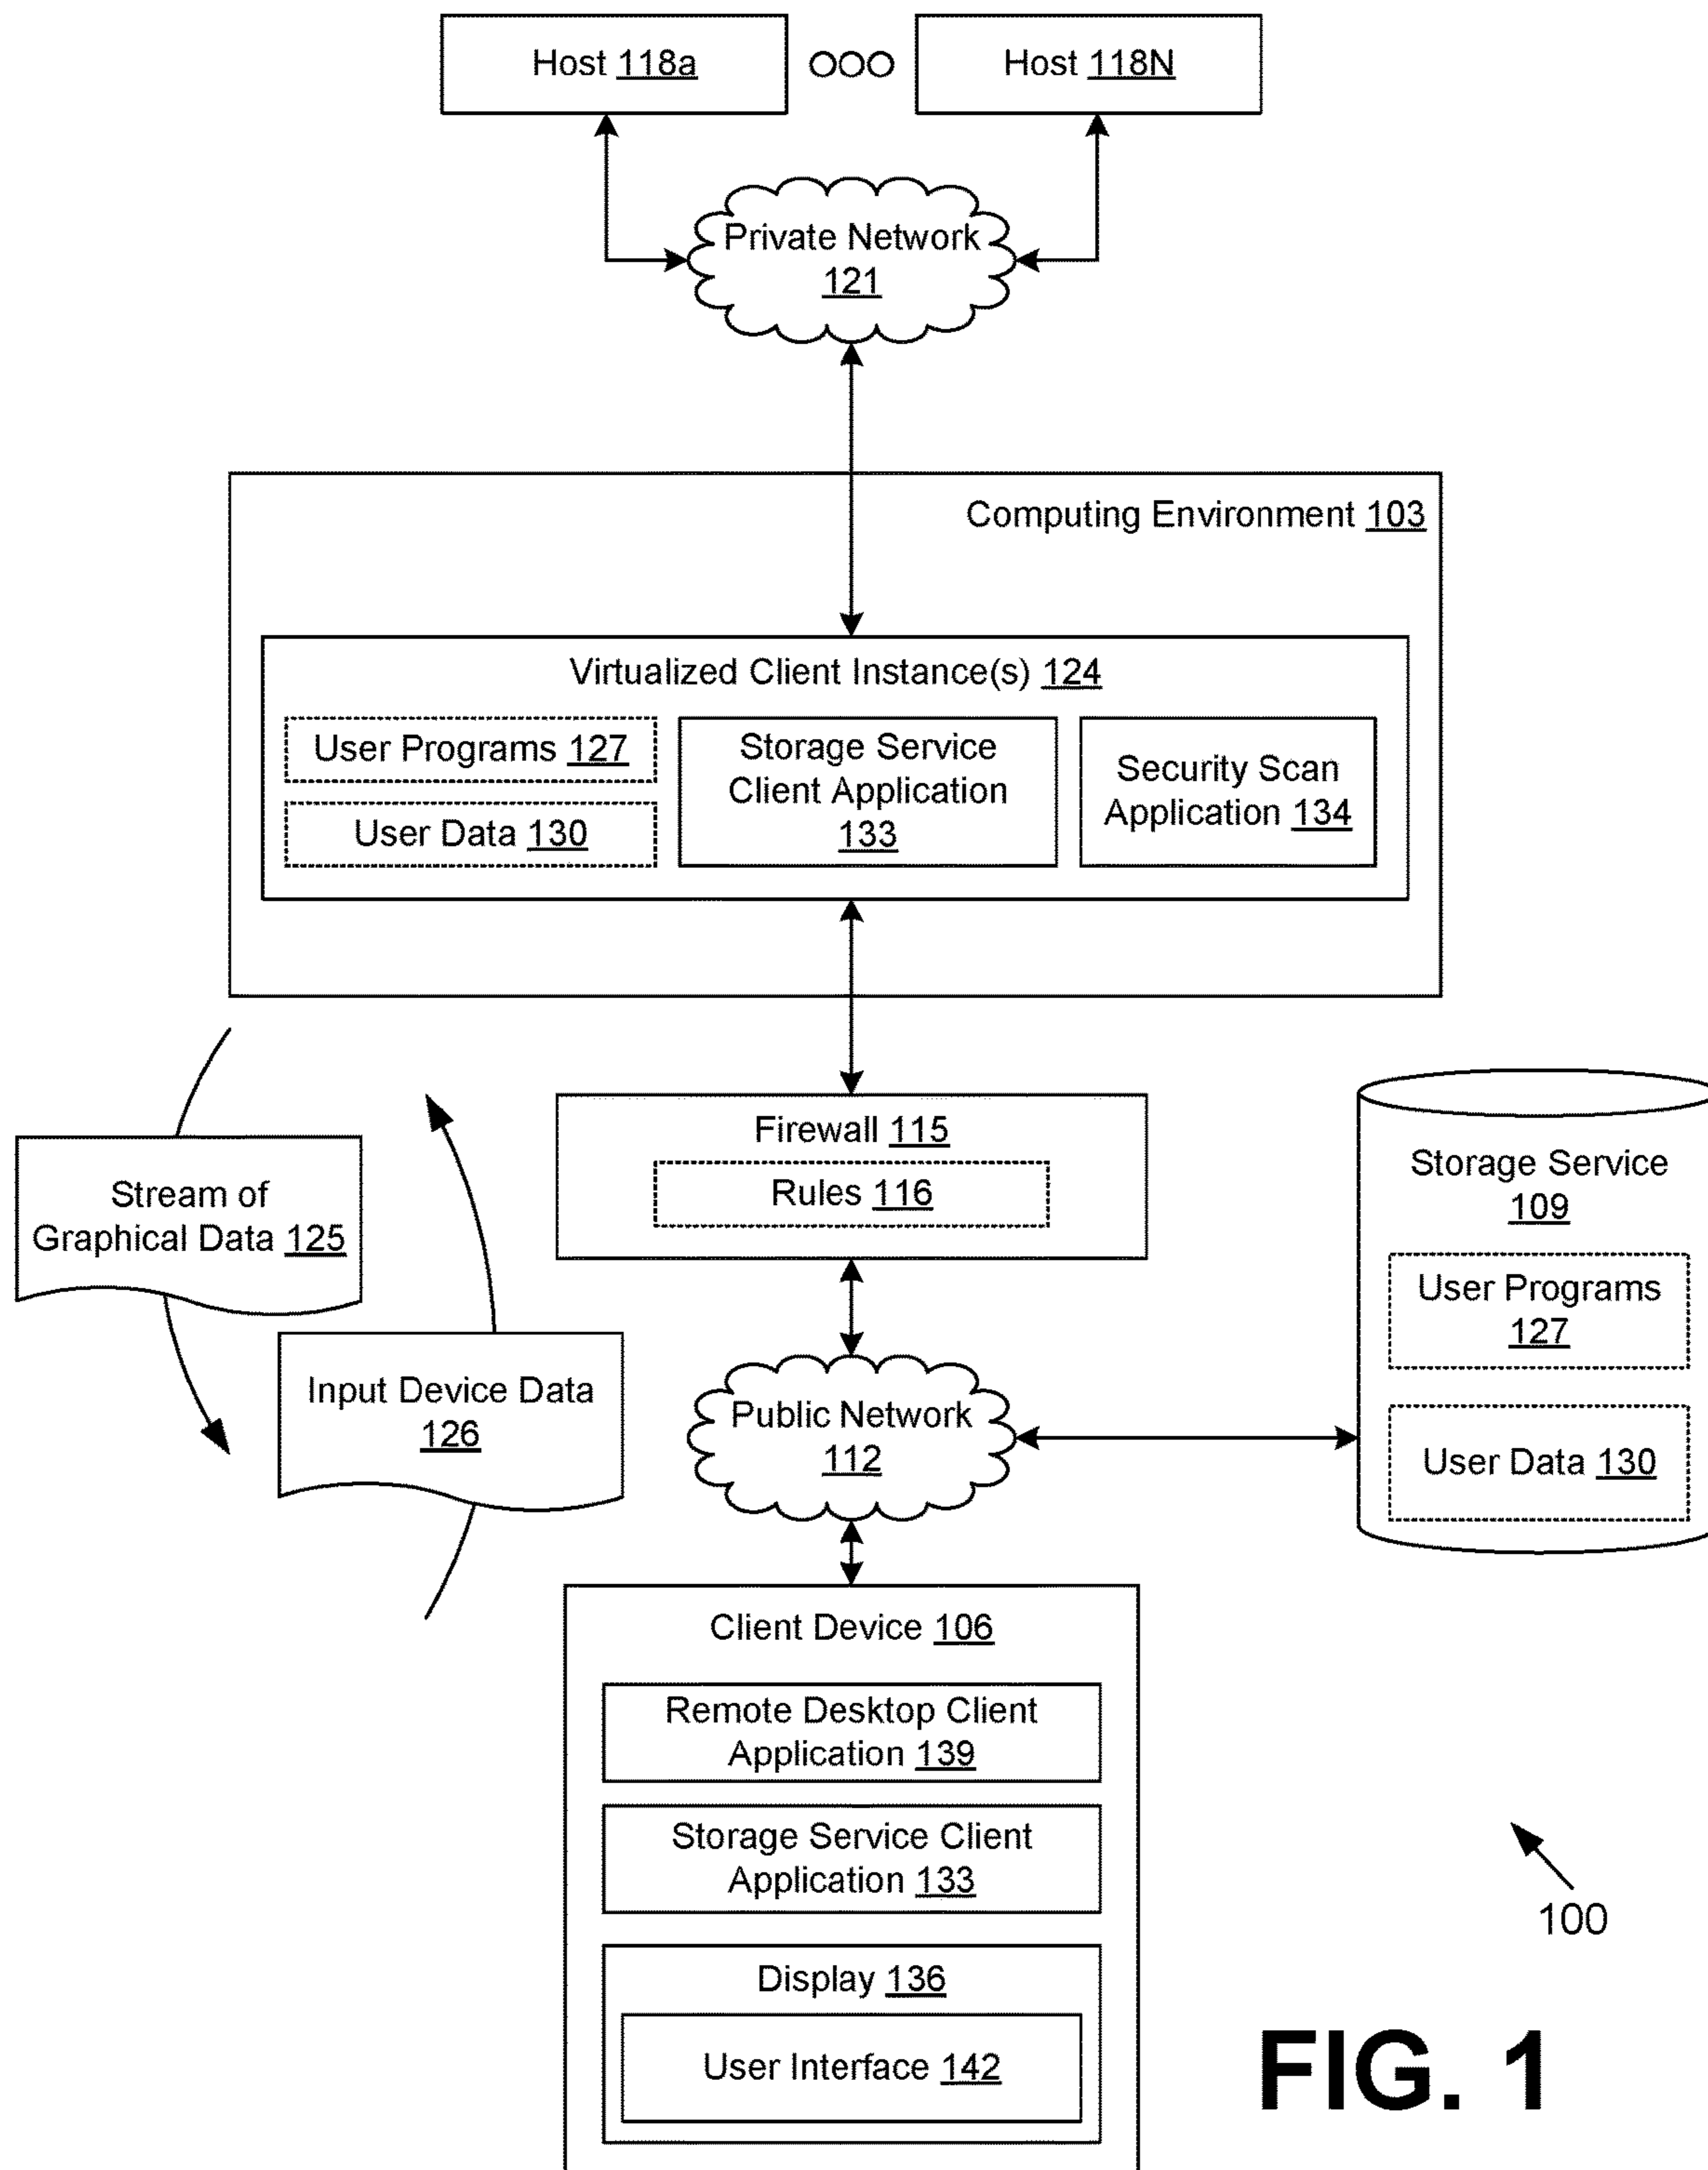 Host 118a
Host 118N
Private Network
121
Computing Environment 103
Virtualized Client Instance(s) 124
User Programs 127
User Data 130
Storage Service
Client Application
133
Security Scan
Application 134
Firewall 115
Rules 116
Stream of
Graphical Data 125
Input Device Data
126
Public Network
112
Storage Service
109
User Programs
127
User Data 130
Client Device 106
Remote Desktop Client
Application 139
Storage Service Client
Application 133
Display 136
User Interface 142
100
FIG. 1